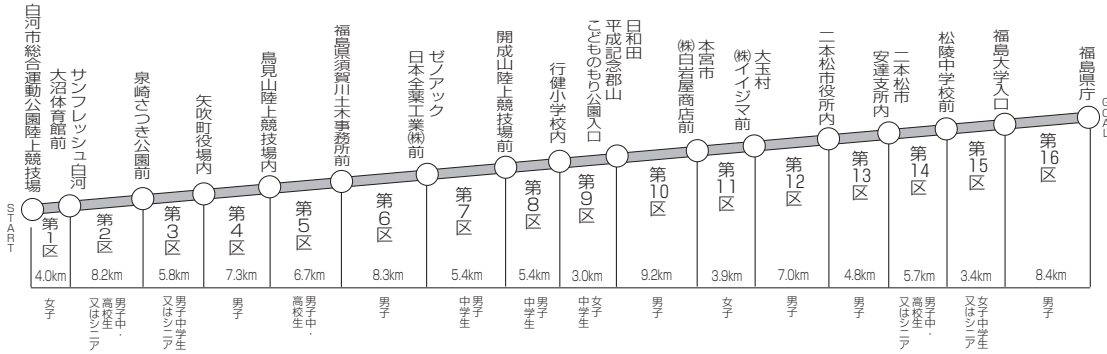 白河市総合運動公園陸上競技場
サンフレッシュ白河
大沼体育館前
泉崎さつき公園前
矢吹町役場内
鳥見山陸上競技場内
福島県須賀川土木事務所前
ゼノアック
日本全薬工業㈱前
開成山陸上競技場前
行健小学校内
日和田
平成記念郡山
こどものもり公園入口
本宮市
㈱白岩屋商店前
大玉村
㈱イイジマ前
二本松市役所内
二本松市
安達支所内
松陵中学校前
福島大学入口
福島県庁
START
GOAL
第1区
第2区
第3区
第4区
第5区
第6区
第7区
第8区
第9区
第10区
第11区
第12区
第13区
第14区
第15区
第16区
4.0km
8.2km
5.8km
7.3km
6.7km
8.3km
5.4km
5.4km
3.0km
9.2km
3.9km
7.0km
4.8km
5.7km
3.4km
8.4km
女子
男子中・
高校生
又はシニア
男子中学生
又はシニア
男子
男子中・
高校生
男子
男子
中学生
男子
中学生
女子
中学生
男子
女子
男子
男子
男子中・
高校生
又はシニア
女子中学生
又はシニア
男子